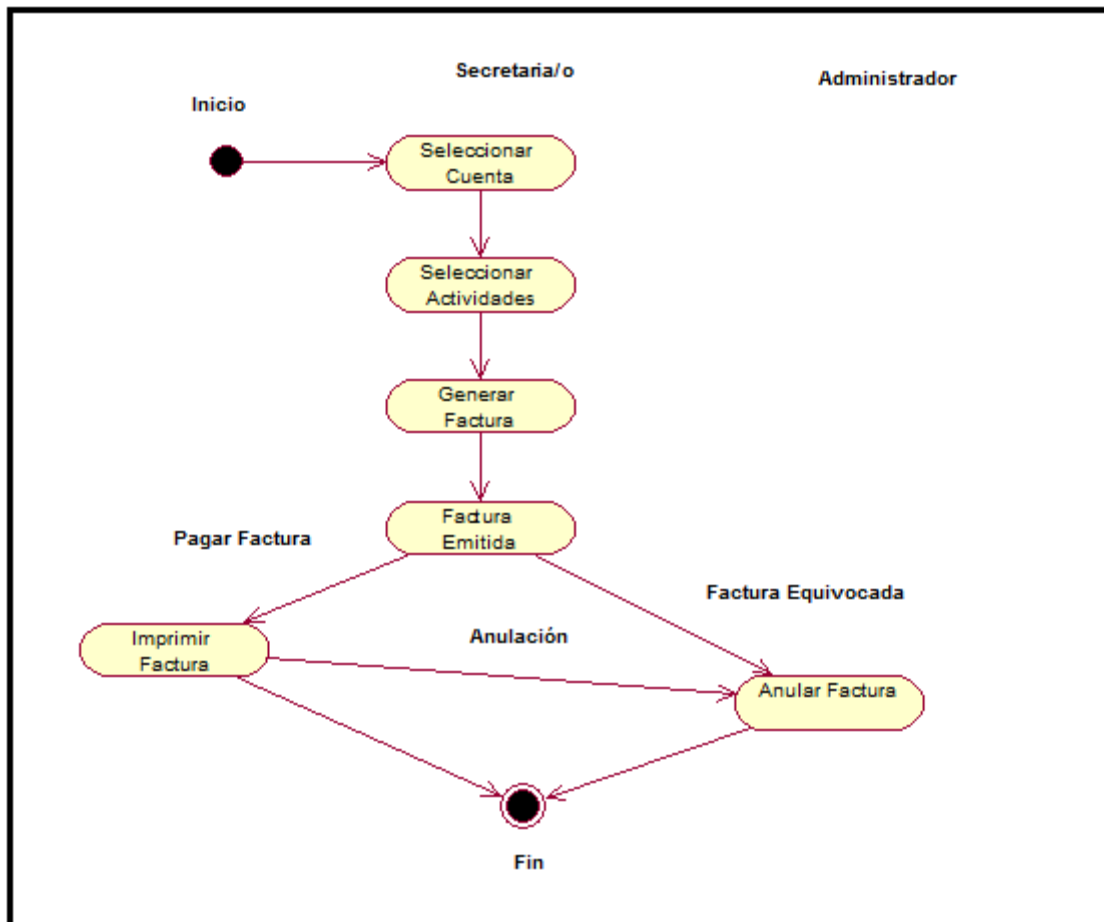 Secretaria/o
Administrador
Inicio
Seleccionar
Cuenta
Seleccionar
Actividades
Generar
Factura
Factura
Emitida
Pagar Factura
Factura Equivocada
Imprimir
Factura
Anulación
Anular Factura
Fin